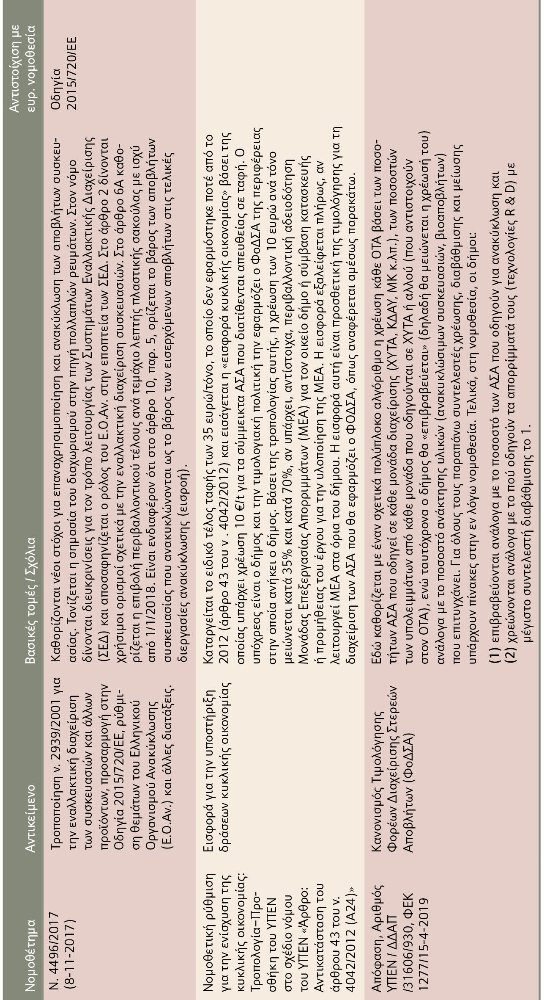 Νομοθέτημα
Αντικείμενο
Βασικές τομές / Σχόλια
Αντιστοίχιση με
ευρ. νομοθεσία
Ν. 4496/2017
(8-11-2017)
Τροποποίηση ν. 2939/2001 για
την εναλλακτική διαχείριση
των συσκευασιών και άλλων
προϊόντων, προσαρμογή στην
Οδηγία 2015/720/ΕΕ, ρύθμι-
ση θεμάτων του Ελληνικού
Οργανισμού Ανακύκλωσης
(Ε.Ο.Αν.) και άλλες διατάξεις.
Καθορίζονται νέοι στόχοι για επαναχρησιμοποίηση και ανακύκλωση των αποβλήτων συσκευ-
ασίας. Τονίζεται η σημασία του διαχωρισμού στην πηγή πολλαπλών ρευμάτων. Στον νόμο
δίνονται διευκρινίσεις για τον τρόπο λειτουργίας των Συστημάτων Εναλλακτικής Διαχείρισης
(ΣΕΔ) και αποσαφηνίζεται ο ρόλος του Ε.Ο.Αν. στην εποπτεία των ΣΕΔ. Στο άρθρο 2 δίνονται
χρήσιμοι ορισμοί σχετικά με την εναλλακτική διαχείριση συσκευασιών. Στο άρθρο 6Α καθο-
ρίζεται η επιβολή περιβαλλοντικού τέλους ανά τεμάχιο λεπτής πλαστικής σακούλας με ισχύ
από 1/1/2018. Είναι ενδιαφέρον ότι στο άρθρο 10, παρ. 5, ορίζεται το βάρος των αποβλήτων
συσκευασίας που ανακυκλώνονται ως το βάρος των εισερχόμενων αποβλήτων στις τελικές
διεργασίες ανακύκλωσης (εισροή).
Οδηγία
2015/720/ΕΕ
Νομοθετική ρύθμιση
για την ενίσχυση της
κυκλικής οικονομίας:
Τροπολογία–Προ-
σθήκη του ΥΠΕΝ
στο σχέδιο νόμου
του ΥΠΕΝ «Άρθρο:
Αντικατάσταση του
άρθρου 43 του ν.
4042/2012 (Α24)»
Εισφορά για την υποστήριξη
δράσεων κυκλικής οικονομίας
Καταργείται το ειδικό τέλος ταφής των 35 ευρώ/τόνο, το οποίο δεν εφαρμόστηκε ποτέ από το
2012 (άρθρο 43 του ν . 4042/2012) και εισάγεται η «εισφορά κυκλικής οικονομίας» βάσει της
οποίας υπάρχει χρέωση 10 €/t για τα σύμμεικτα ΑΣΑ που διατίθενται απευθείας σε ταφή. Ο
υπόχρεος είναι ο δήμος και την τιμολογιακή πολιτική την εφαρμόζει ο ΦοΔΣΑ της περιφέρειας
στην οποία ανήκει ο δήμος. Βάσει της τροπολογίας αυτής, η χρέωση των 10 ευρώ ανά τόνο
μειώνεται κατά 35% και κατά 70%, αν υπάρχει, αντίστοιχα, περιβαλλοντική αδειοδότηση
Μονάδας Επεξεργασίας Απορριμμάτων (ΜΕΑ) για τον οικείο δήμο ή σύμβαση κατασκευής
ή προμήθειας του έργου για την υλοποίηση της ΜΕΑ. Η εισφορά εξαλείφεται πλήρως, αν
λειτουργεί ΜΕΑ στα όρια του δήμου. Η εισφορά αυτή είναι προσθετική της τιμολόγησης για τη
διαχείριση των ΑΣΑ που θα εφαρμόζει ο ΦΟΔΣΑ, όπως αναφέρεται αμέσως παρακάτω.
Απόφαση, Αριθμός
ΥΠΕΝ / ΔΔΑΠ
/31606/930, ΦΕΚ
1277/15-4-2019
Κανονισμός Τιμολόγησης
Φορέων Διαχείρισης Στερεών
Αποβλήτων (ΦοΔΣΑ)
Εδώ καθορίζεται με έναν σχετικά πολύπλοκο αλγόριθμο η χρέωση κάθε ΟΤΑ βάσει των ποσο-
τήτων ΑΣΑ που οδηγεί σε κάθε μονάδα διαχείρισης (ΧΥΤΑ, ΚΔΑΥ, ΜΚ κ.λπ.), των ποσοστών
των υπολειμμάτων από κάθε μονάδα που οδηγούνται σε ΧΥΤΑ ή αλλού (που αντιστοιχούν
στον ΟΤΑ), ενώ ταυτόχρονα ο δήμος θα «επιβραβεύεται» (δηλαδή θα μειώνεται η χρέωσή του)
ανάλογα με το ποσοστό ανάκτησης υλικών (ανακυκλώσιμων συσκευασιών, βιοαποβλήτων)
που επιτυγχάνει. Για όλους τους παραπάνω συντελεστές χρέωσης, διαβάθμισης και μείωσης
υπάρχουν πίνακες στην εν λόγω νομοθεσία. Τελικά, στη νομοθεσία, οι δήμοι:
(1) επιβραβεύονται ανάλογα με το ποσοστό των ΑΣΑ που οδηγούν για ανακύκλωση και
(2) χρεώνονται ανάλογα με το πού οδηγούν τα απορρίμματά τους (τεχνολογίες R & D) με
μέγιστο συντελεστή διαβάθμισης το 1.